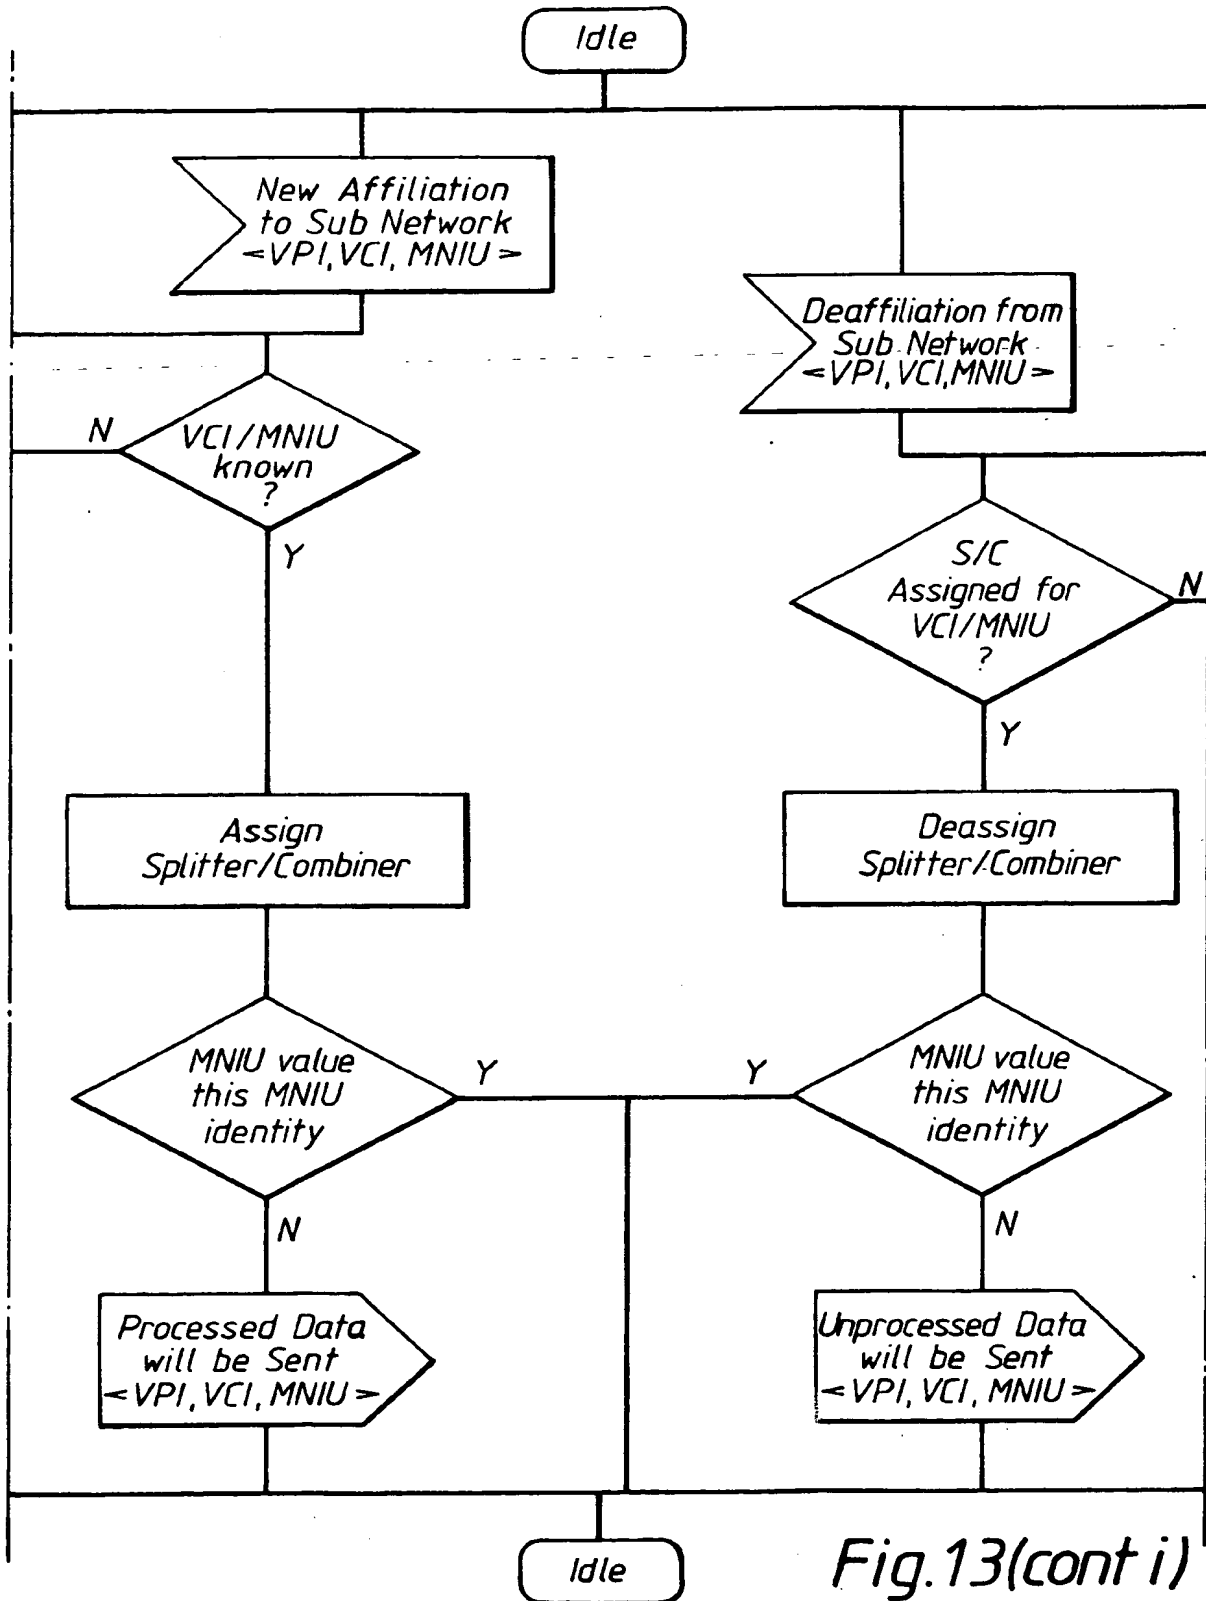 Idle
New Affiliation
to Sub Network
<VPI, VCI, MNIU>
Deaffiliation from
Sub Network
<VPI, VCI, MNIU>
N
VCI/MNIU
known
?
Y
S/C
Assigned for
VCI/MNIU
?
N
Y
Assign
Splitter/Combiner
Deassign
Splitter/Combiner
MNIU value
this MNIU
identity
Y
Y
MNIU value
this MNIU
identity
N
N
Processed Data
will be Sent
<VPI, VCI, MNIU>
Unprocessed Data
will be Sent
<VPI, VCI, MNIU>
Idle
Fig.13(cont i)